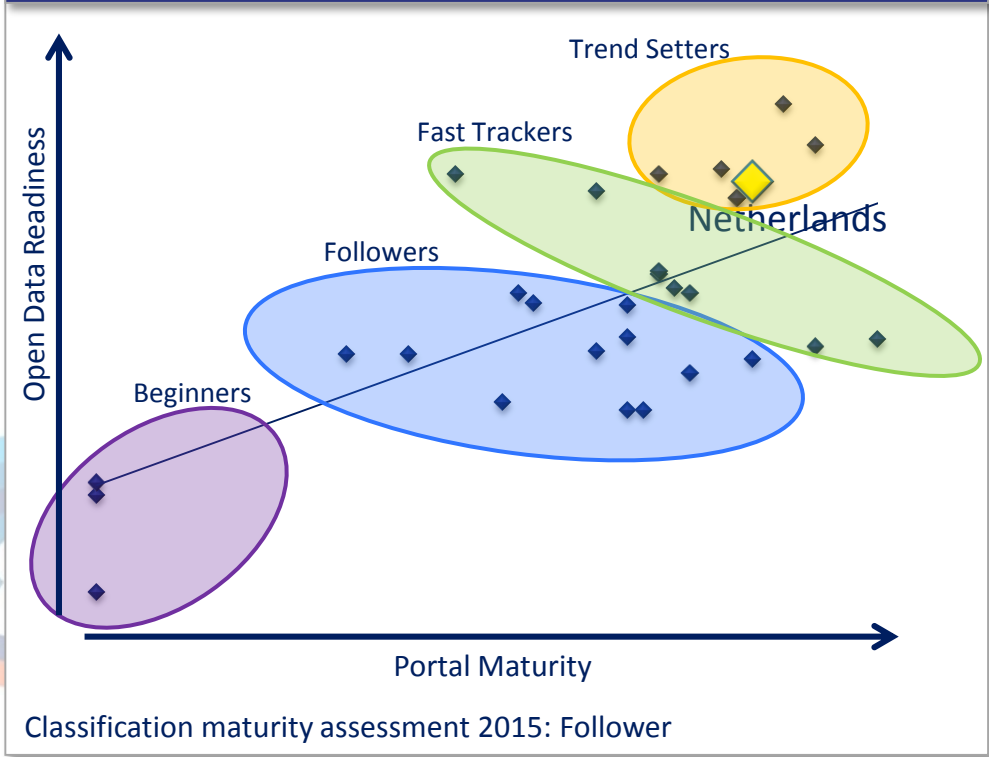 Trend Setters
Fast Trackers
Netherlands
Followers
Beginners
Open Data Readiness
Portal Maturity
Classification maturity assessment 2015: Follower